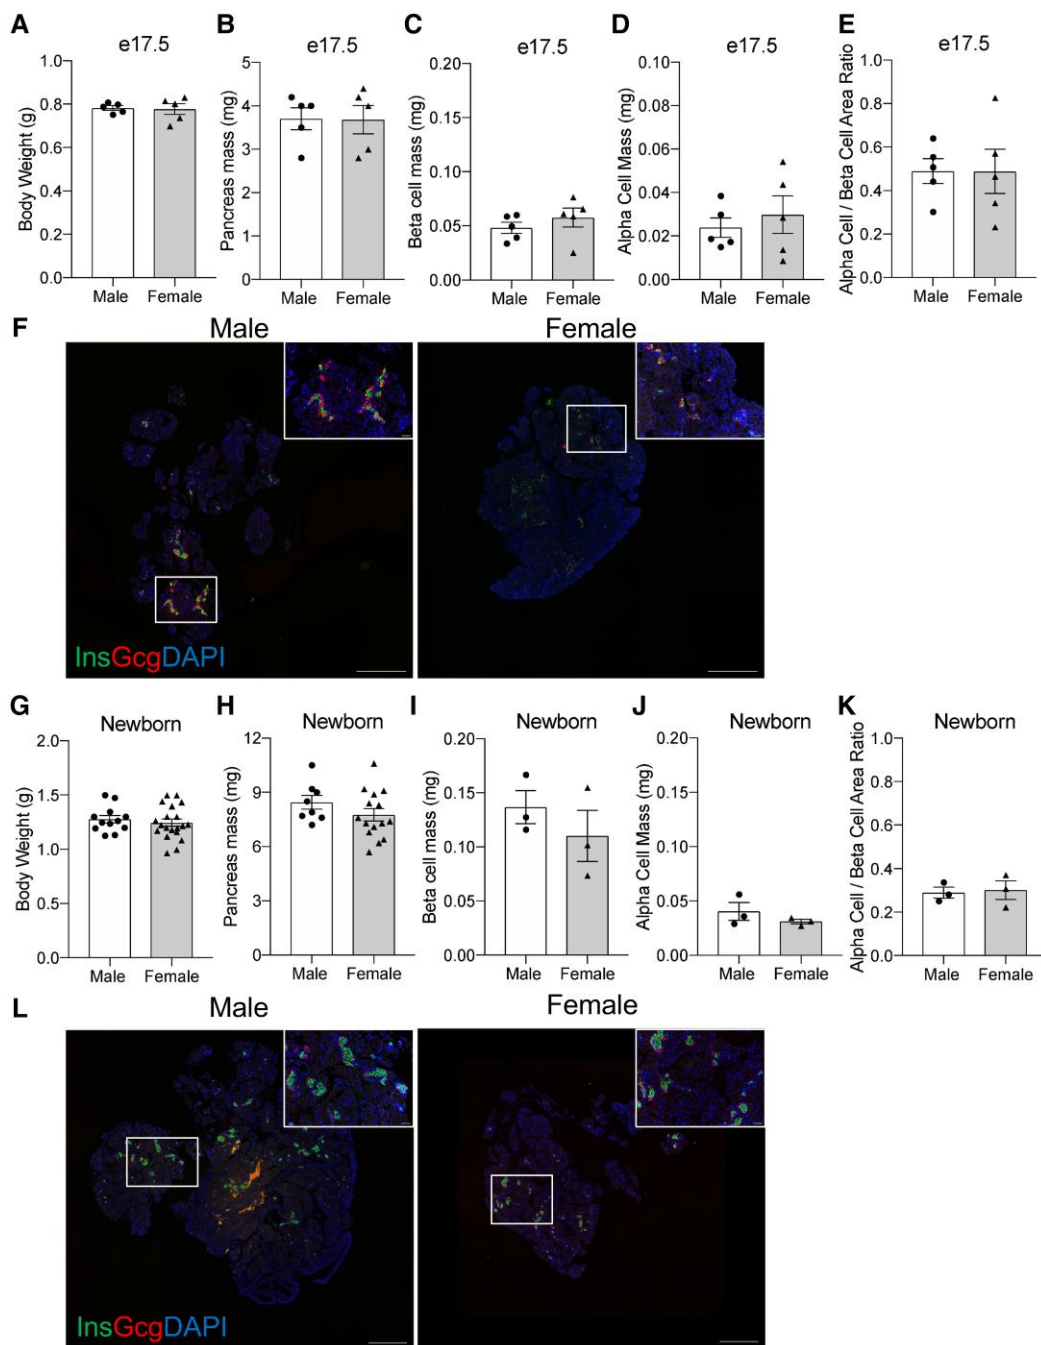 A
e17.5
Body Weight (g)
1.0
0.8
0.6
0.4
0.2
0.0
Male Female
B
e17.5
Pancreas mass (mg)
5
4
3
2
1
0
Male Female
C
e17.5
Beta cell mass (mg)
0.20
0.15
0.10
0.05
0.00
Male Female
D
e17.5
Alpha Cell Mass (mg)
0.10
0.08
0.06
0.04
0.02
0.00
Male Female
E
e17.5
Alpha Cell / Beta Cell Area Ratio
1.0
0.8
0.6
0.4
0.2
0.0
Male Female
F
Male
Female
InsGcgDAPI
G
Newborn
Body Weight (g)
2.0
1.5
1.0
0.5
0.0
Male Female
H
Newborn
Pancreas mass (mg)
12
9
6
3
0
Male Female
I
Newborn
Beta cell mass (mg)
0.20
0.15
0.10
0.05
0.00
Male Female
J
Newborn
Alpha Cell Mass (mg)
0.20
0.15
0.10
0.05
0.00
Male Female
K
Newborn
Alpha Cell / Beta Cell Area Ratio
1.0
0.8
0.6
0.4
0.2
0.0
Male Female
L
Male
Female
InsGcgDAPI